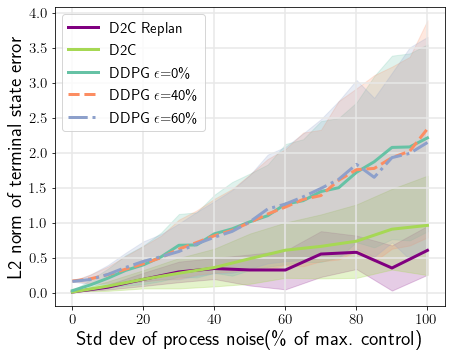 D2C Replan
D2C
DDPG ϵ=0%
DDPG ϵ=40%
DDPG ϵ=60%
L2 norm of terminal state error
4.0
3.5
3.0
2.5
2.0
1.5
1.0
0.5
0.0
0 20 40 60 80 100
Std dev of process noise(% of max. control)